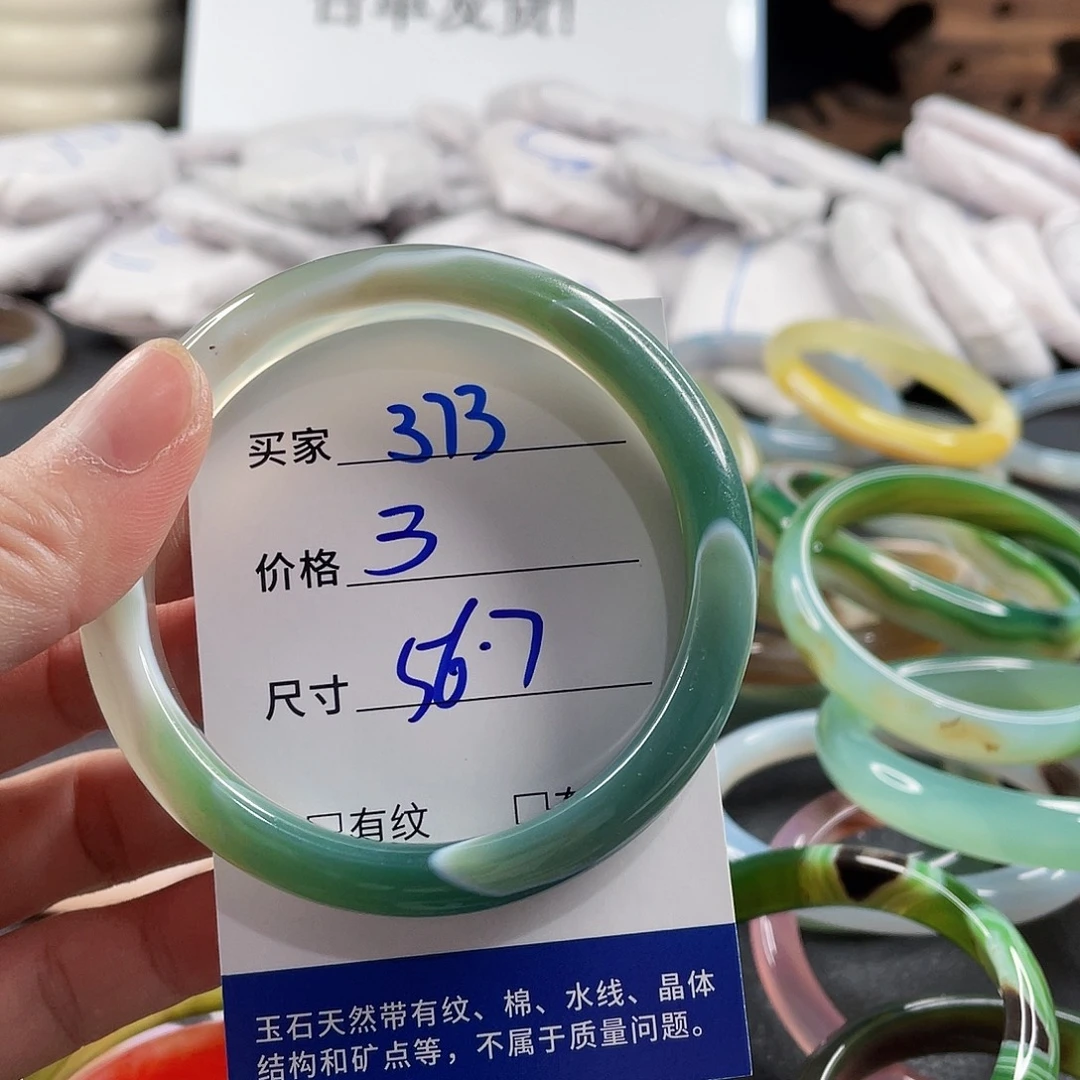 买家 373
价格 3
尺寸 56.7
□有纹 □
玉石天然带有纹、棉、水线、晶体
结构和矿点等，不属于质量问题。